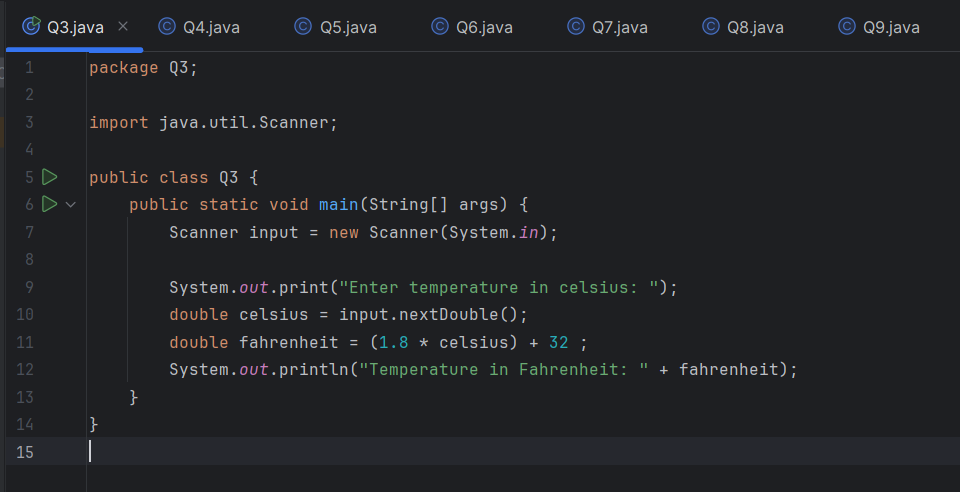 Q3.java Q4.java Q5.java Q6.java Q7.java Q8.java Q9.java
1 package Q3;
2
3 import java.util.Scanner;
4
5 public class Q3 {
6     public static void main(String[] args) {
7         Scanner input = new Scanner(System.in);
8
9         System.out.print("Enter temperature in celsius: ");
10         double celsius = input.nextDouble();
11         double fahrenheit = (1.8 * celsius) + 32 ;
12         System.out.println("Temperature in Fahrenheit: " + fahrenheit);
13     }
14 }
15